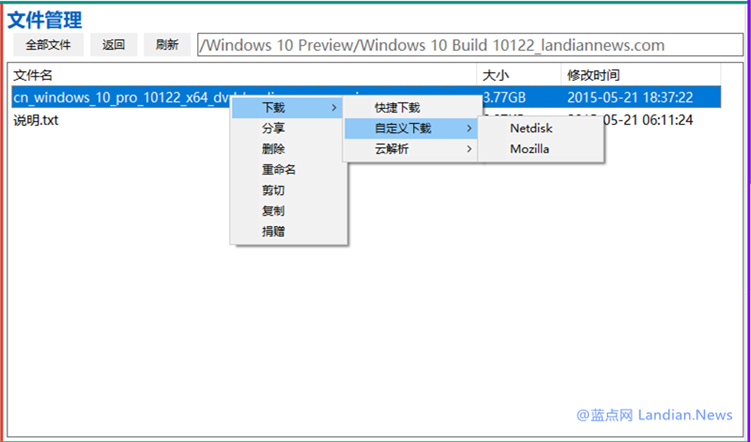 文件管理
全部文件 返回 刷新 /Windows 10 Preview/Windows 10 Build 10122_landiannews.com
文件名 大小 修改时间
cn_windows_10_pro_10122_x64_dvd 3.77GB 2015-05-21 18:37:22
说明.txt 2015-05-21 06:11:24
下载
分享
删除
重命名
剪切
复制
捐赠
快捷下载
自定义下载
云解析
Netdisk
Mozilla
@蓝点网 Landian.News